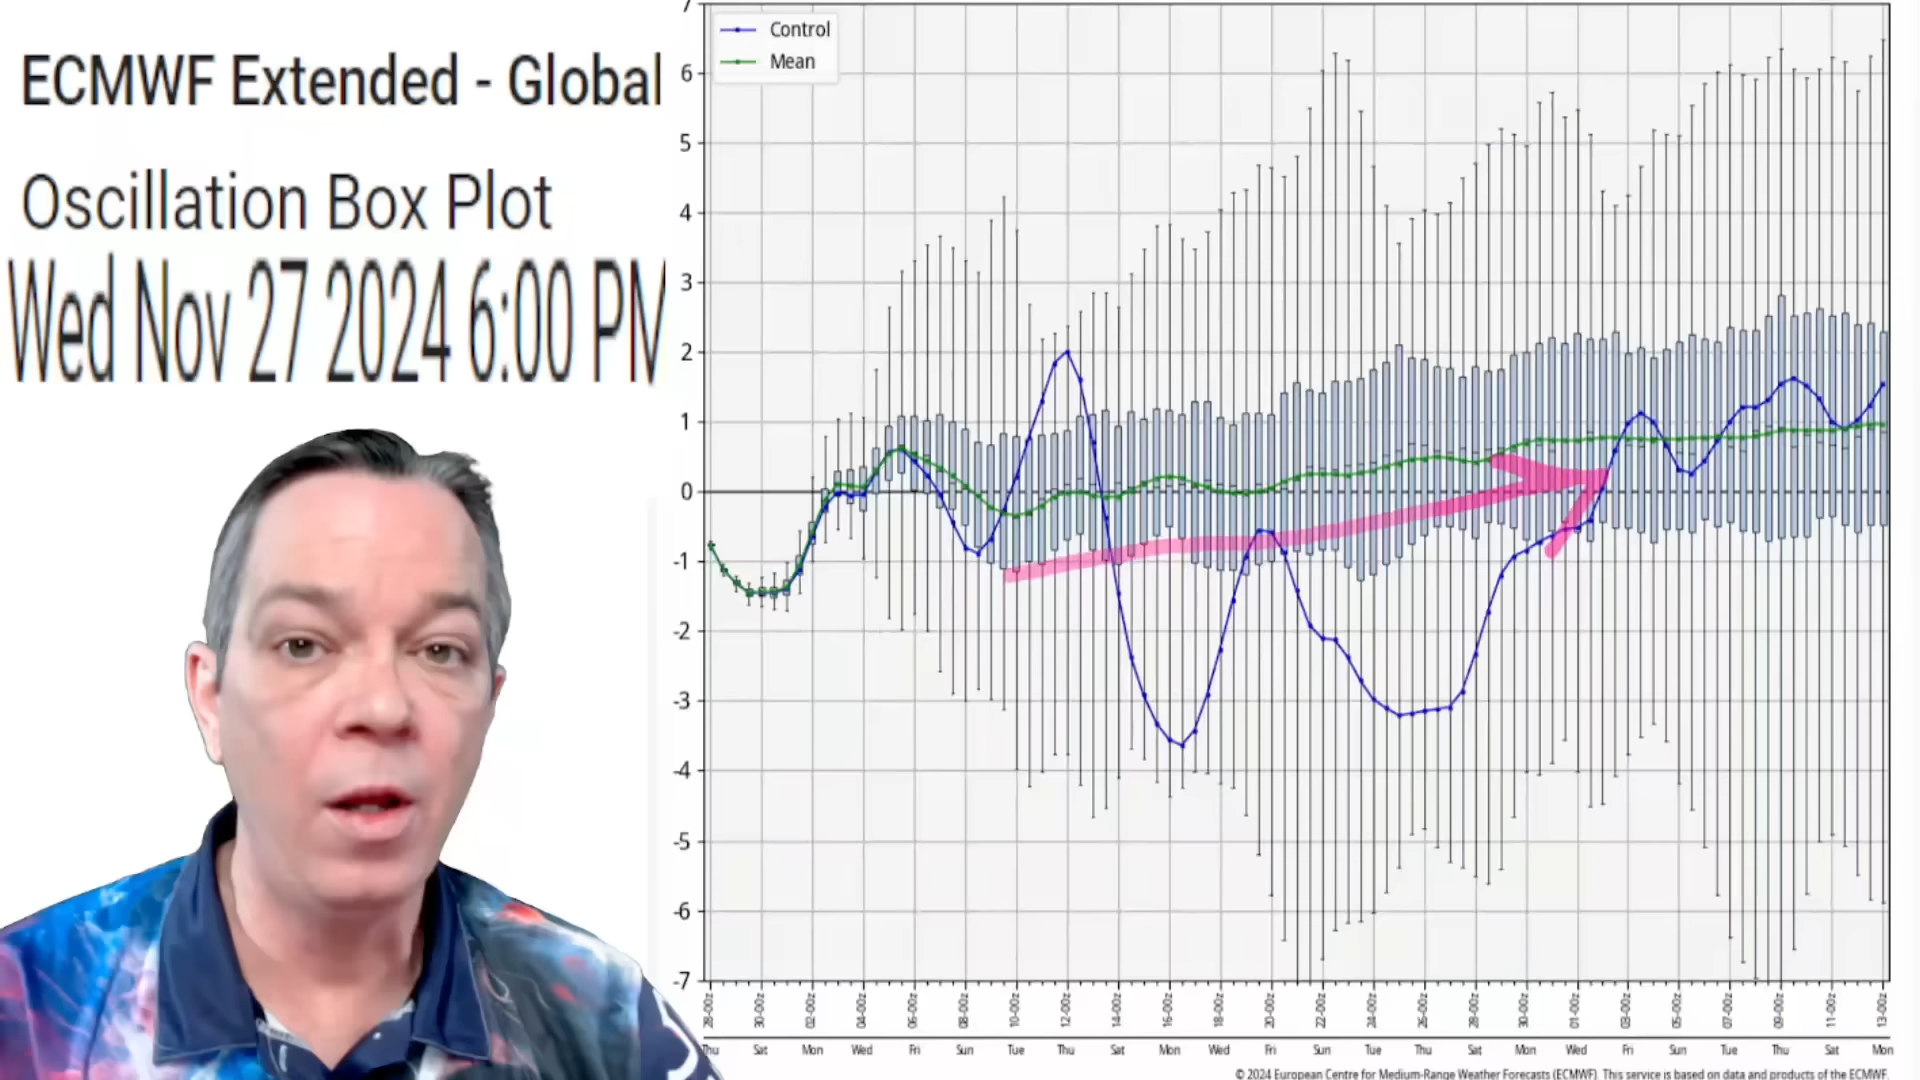 ECMWF Extended - Global
Oscillation Box Plot
Wed Nov 27 2024 6:00 PM
Control
Mean
7
6
5
4
3
2
1
0
-1
-2
-3
-4
-5
-6
-7
28-00z 30-00z 02-00z 04-00z 06-00z 08-00z 10-00z 12-00z 14-00z 16-00z 18-00z 20-00z 22-00z 24-00z 26-00z 28-00z 30-00z 01-00z 03-00z 05-00z 07-00z 09-00z 11-00z 13-00z
Thu Sat Mon Wed Fri Sun Tue Thu Sat Mon Wed Fri Sun Tue Thu Sat Mon Wed Fri Sun Tue Thu Sat Mon
© 2024 European Centre for Medium-Range Weather Forecasts (ECMWF). This service is based on data and products of the ECMWF.